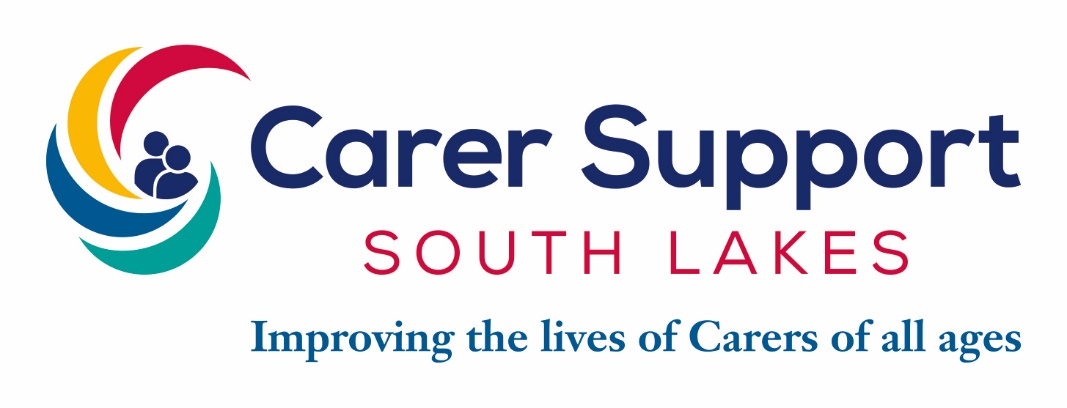 Carer Support
SOUTH LAKES
Improving the lives of Carers of all ages